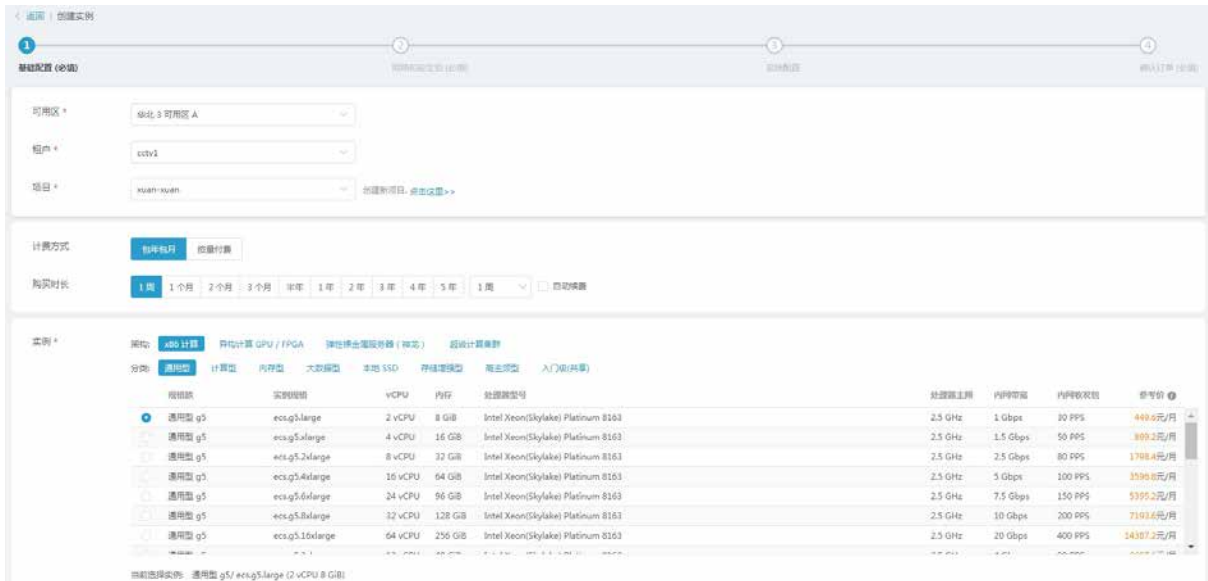 < 返回 | 创建实例
1 2 3 4
基础配置 (必填)
可用区 * 华北 3 可用区 A
租户 * cctv1
项目 * xuan-xuan 创建新项目, 点击这里>>
计费方式 包年包月 按量付费
购买时长 1 周 1 个月 2 个月 3 个月 半年 1 年 2 年 3 年 4 年 5 年 1 周 自动续费
实例 * 架构: x86 计算 异构计算 GPU / FPGA 弹性裸金属服务器 ( 神龙 ) 超级计算集群
分类: 通用型 计算型 内存型 大数据型 本地 SSD 存储增强型 高主频型 入门级(共享)
规格族 实例规格 vCPU 内存 处理器型号 处理器主频 内网带宽 内网收发包 参考价
通用型 g5 ecs.g5.large 2 vCPU 8 GiB Intel Xeon(Skylake) Platinum 8163 2.5 GHz 1 Gbps 30 PPS 449.6元/月
通用型 g5 ecs.g5.xlarge 4 vCPU 16 GiB Intel Xeon(Skylake) Platinum 8163 2.5 GHz 1.5 Gbps 50 PPS 899.2元/月
通用型 g5 ecs.g5.2xlarge 8 vCPU 32 GiB Intel Xeon(Skylake) Platinum 8163 2.5 GHz 2.5 Gbps 80 PPS 1798.4元/月
通用型 g5 ecs.g5.4xlarge 16 vCPU 64 GiB Intel Xeon(Skylake) Platinum 8163 2.5 GHz 5 Gbps 100 PPS 3596.8元/月
通用型 g5 ecs.g5.6xlarge 24 vCPU 96 GiB Intel Xeon(Skylake) Platinum 8163 2.5 GHz 7.5 Gbps 150 PPS 5395.2元/月
通用型 g5 ecs.g5.8xlarge 32 vCPU 128 GiB Intel Xeon(Skylake) Platinum 8163 2.5 GHz 10 Gbps 200 PPS 7193.6元/月
通用型 g5 ecs.g5.16xlarge 64 vCPU 256 GiB Intel Xeon(Skylake) Platinum 8163 2.5 GHz 20 Gbps 400 PPS 14387.2元/月
当前选择实例: 通用型 g5/ ecs.g5.large (2 vCPU 8 GiB)